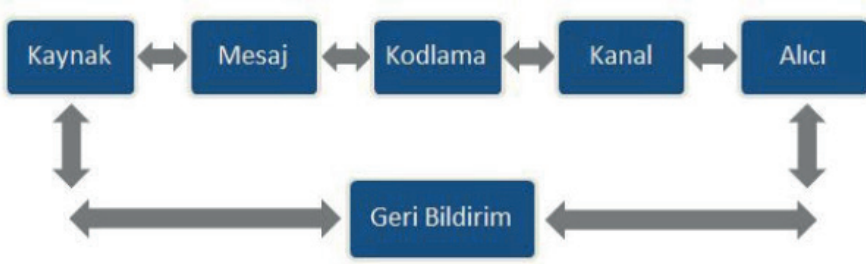 Kaynak
Mesaj
Kodlama
Kanal
Alıcı
Geri Bildirim